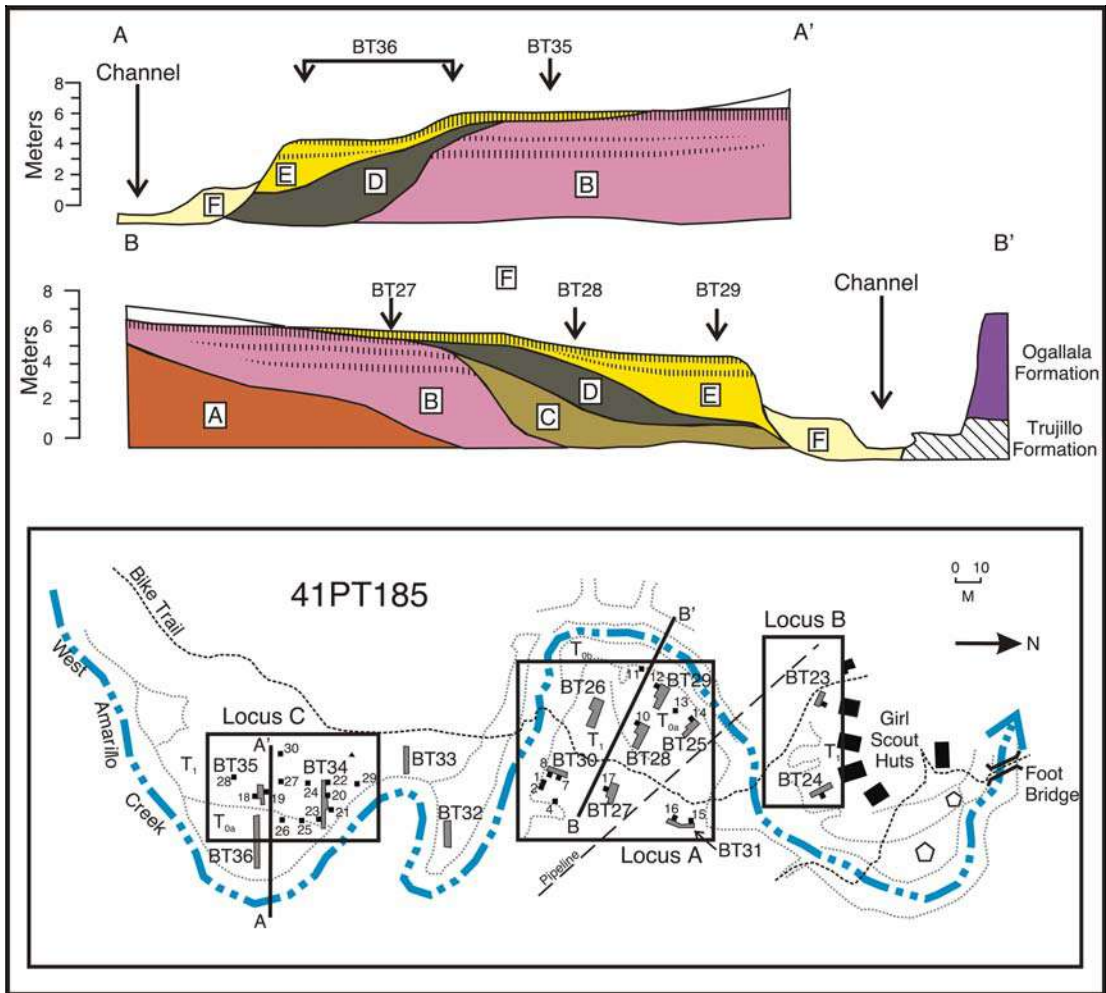 A
A'
BT36
BT35
Channel
8
6
4
2
0
Meters
E
D
B
F
B
B'
F
BT27
BT28
BT29
Channel
8
6
4
2
0
Meters
A
B
C
D
E
F
Ogallala
Formation
Trujillo
Formation
41PT185
Bike Trail
West
Amarillo
Creek
0 10
M
N
Locus C
A'
30
T1
BT35
28
27
BT34
24
22
29
18
19
20
23
21
26
25
T0a
BT36
A
BT33
BT32
B'
T0b
11
12
BT29
BT26
13
14
T0a
10
BT25
T1
BT28
8
BT30
1
2
7
4
17
BT27
B
16
15
Locus A
BT31
Pipeline
Locus B
BT23
T1
BT24
Girl
Scout
Huts
Foot
Bridge